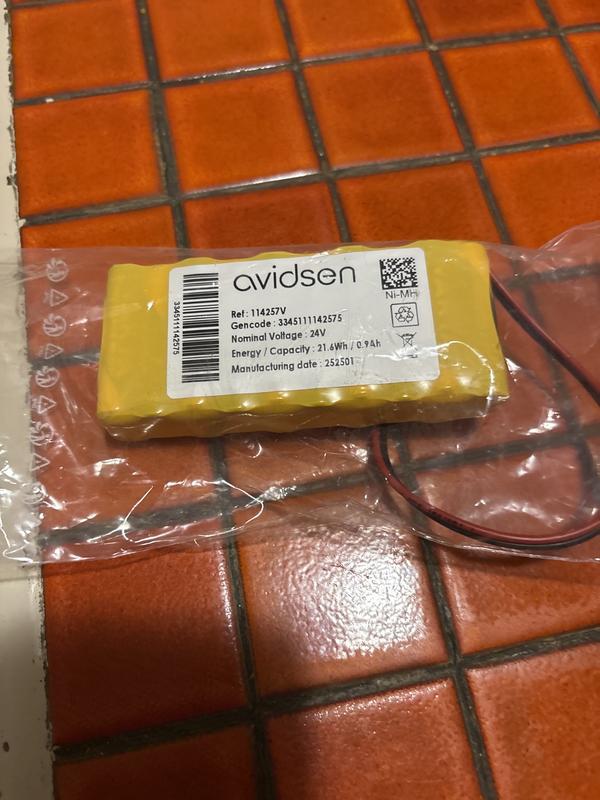 avidsen
Ni-MH
Ref : 114257V
Gencode : 3345111142575
Nominal Voltage : 24V
Energy / Capacity : 21.6Wh / 0.9Ah
Manufacturing date : 252501
3345111142575